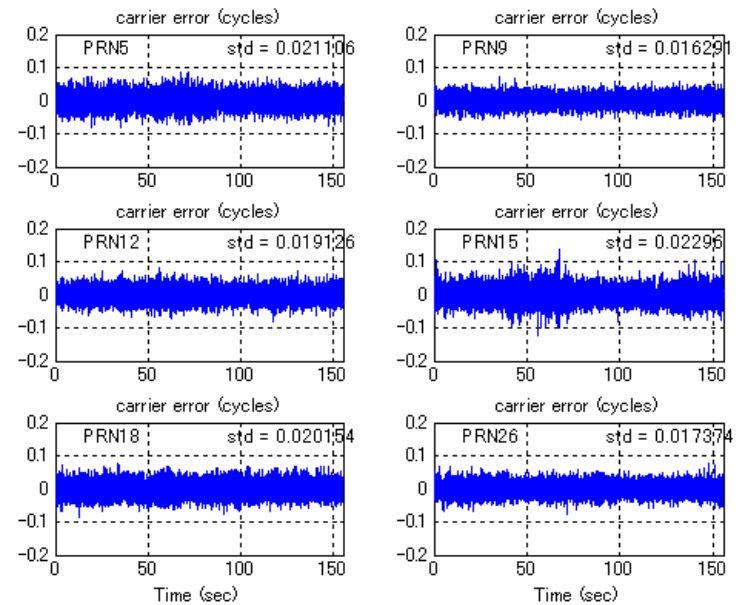 carrier error (cycles)
0.2
0.1
0
−0.1
−0.2
PRN5
std = 0.021106
0
50
100
150
carrier error (cycles)
0.2
0.1
0
−0.1
−0.2
PRN9
std = 0.016291
0
50
100
150
carrier error (cycles)
0.2
0.1
0
−0.1
−0.2
PRN12
std = 0.019126
0
50
100
150
carrier error (cycles)
0.2
0.1
0
−0.1
−0.2
PRN15
std = 0.02296
0
50
100
150
carrier error (cycles)
0.2
0.1
0
−0.1
−0.2
PRN18
std = 0.020154
0
50
100
150
Time (sec)
carrier error (cycles)
0.2
0.1
0
−0.1
−0.2
PRN26
std = 0.017374
0
50
100
150
Time (sec)